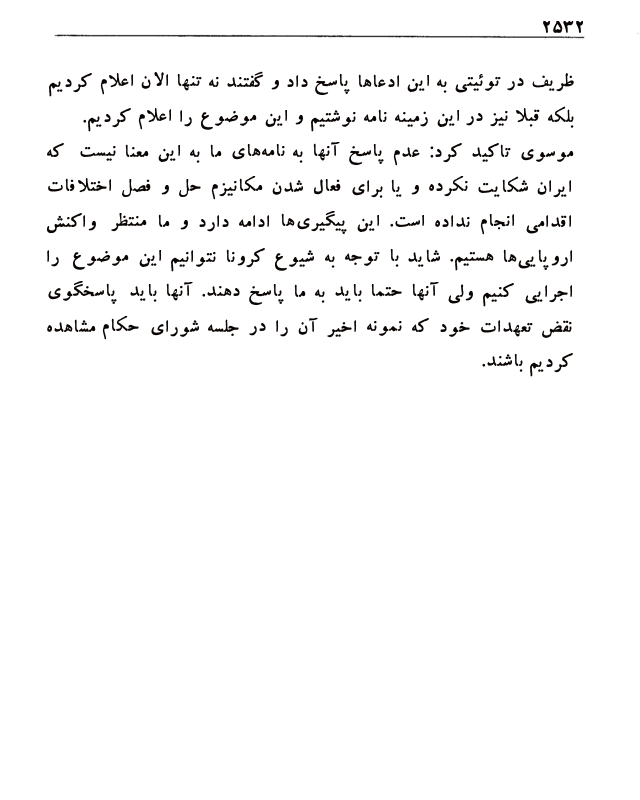 ۲۵۳۲
ظریف در توئیتی به این ادعاها پاسخ داد و گفتند نه تنها الان اعلام کردیم
بلکه قبلا نیز در این زمینه نامه نوشتیم و این موضوع را اعلام کردیم.
موسوی تاکید کرد: عدم پاسخ آنها به نامه‌های ما به این معنا نیست که
ایران شکایت نکرده و یا برای فعال شدن مکانیزم حل و فصل اختلافات
اقدامی انجام نداده است. این پیگیری‌ها ادامه دارد و ما منتظر واکنش
اروپایی‌ها هستیم. شاید با توجه به شیوع کرونا نتوانیم این موضوع را
اجرایی کنیم ولی آنها حتما باید به ما پاسخ دهند. آنها باید پاسخگوی
نقض تعهدات خود که نمونه اخیر آن را در جلسه شورای حکام مشاهده
کردیم باشند.